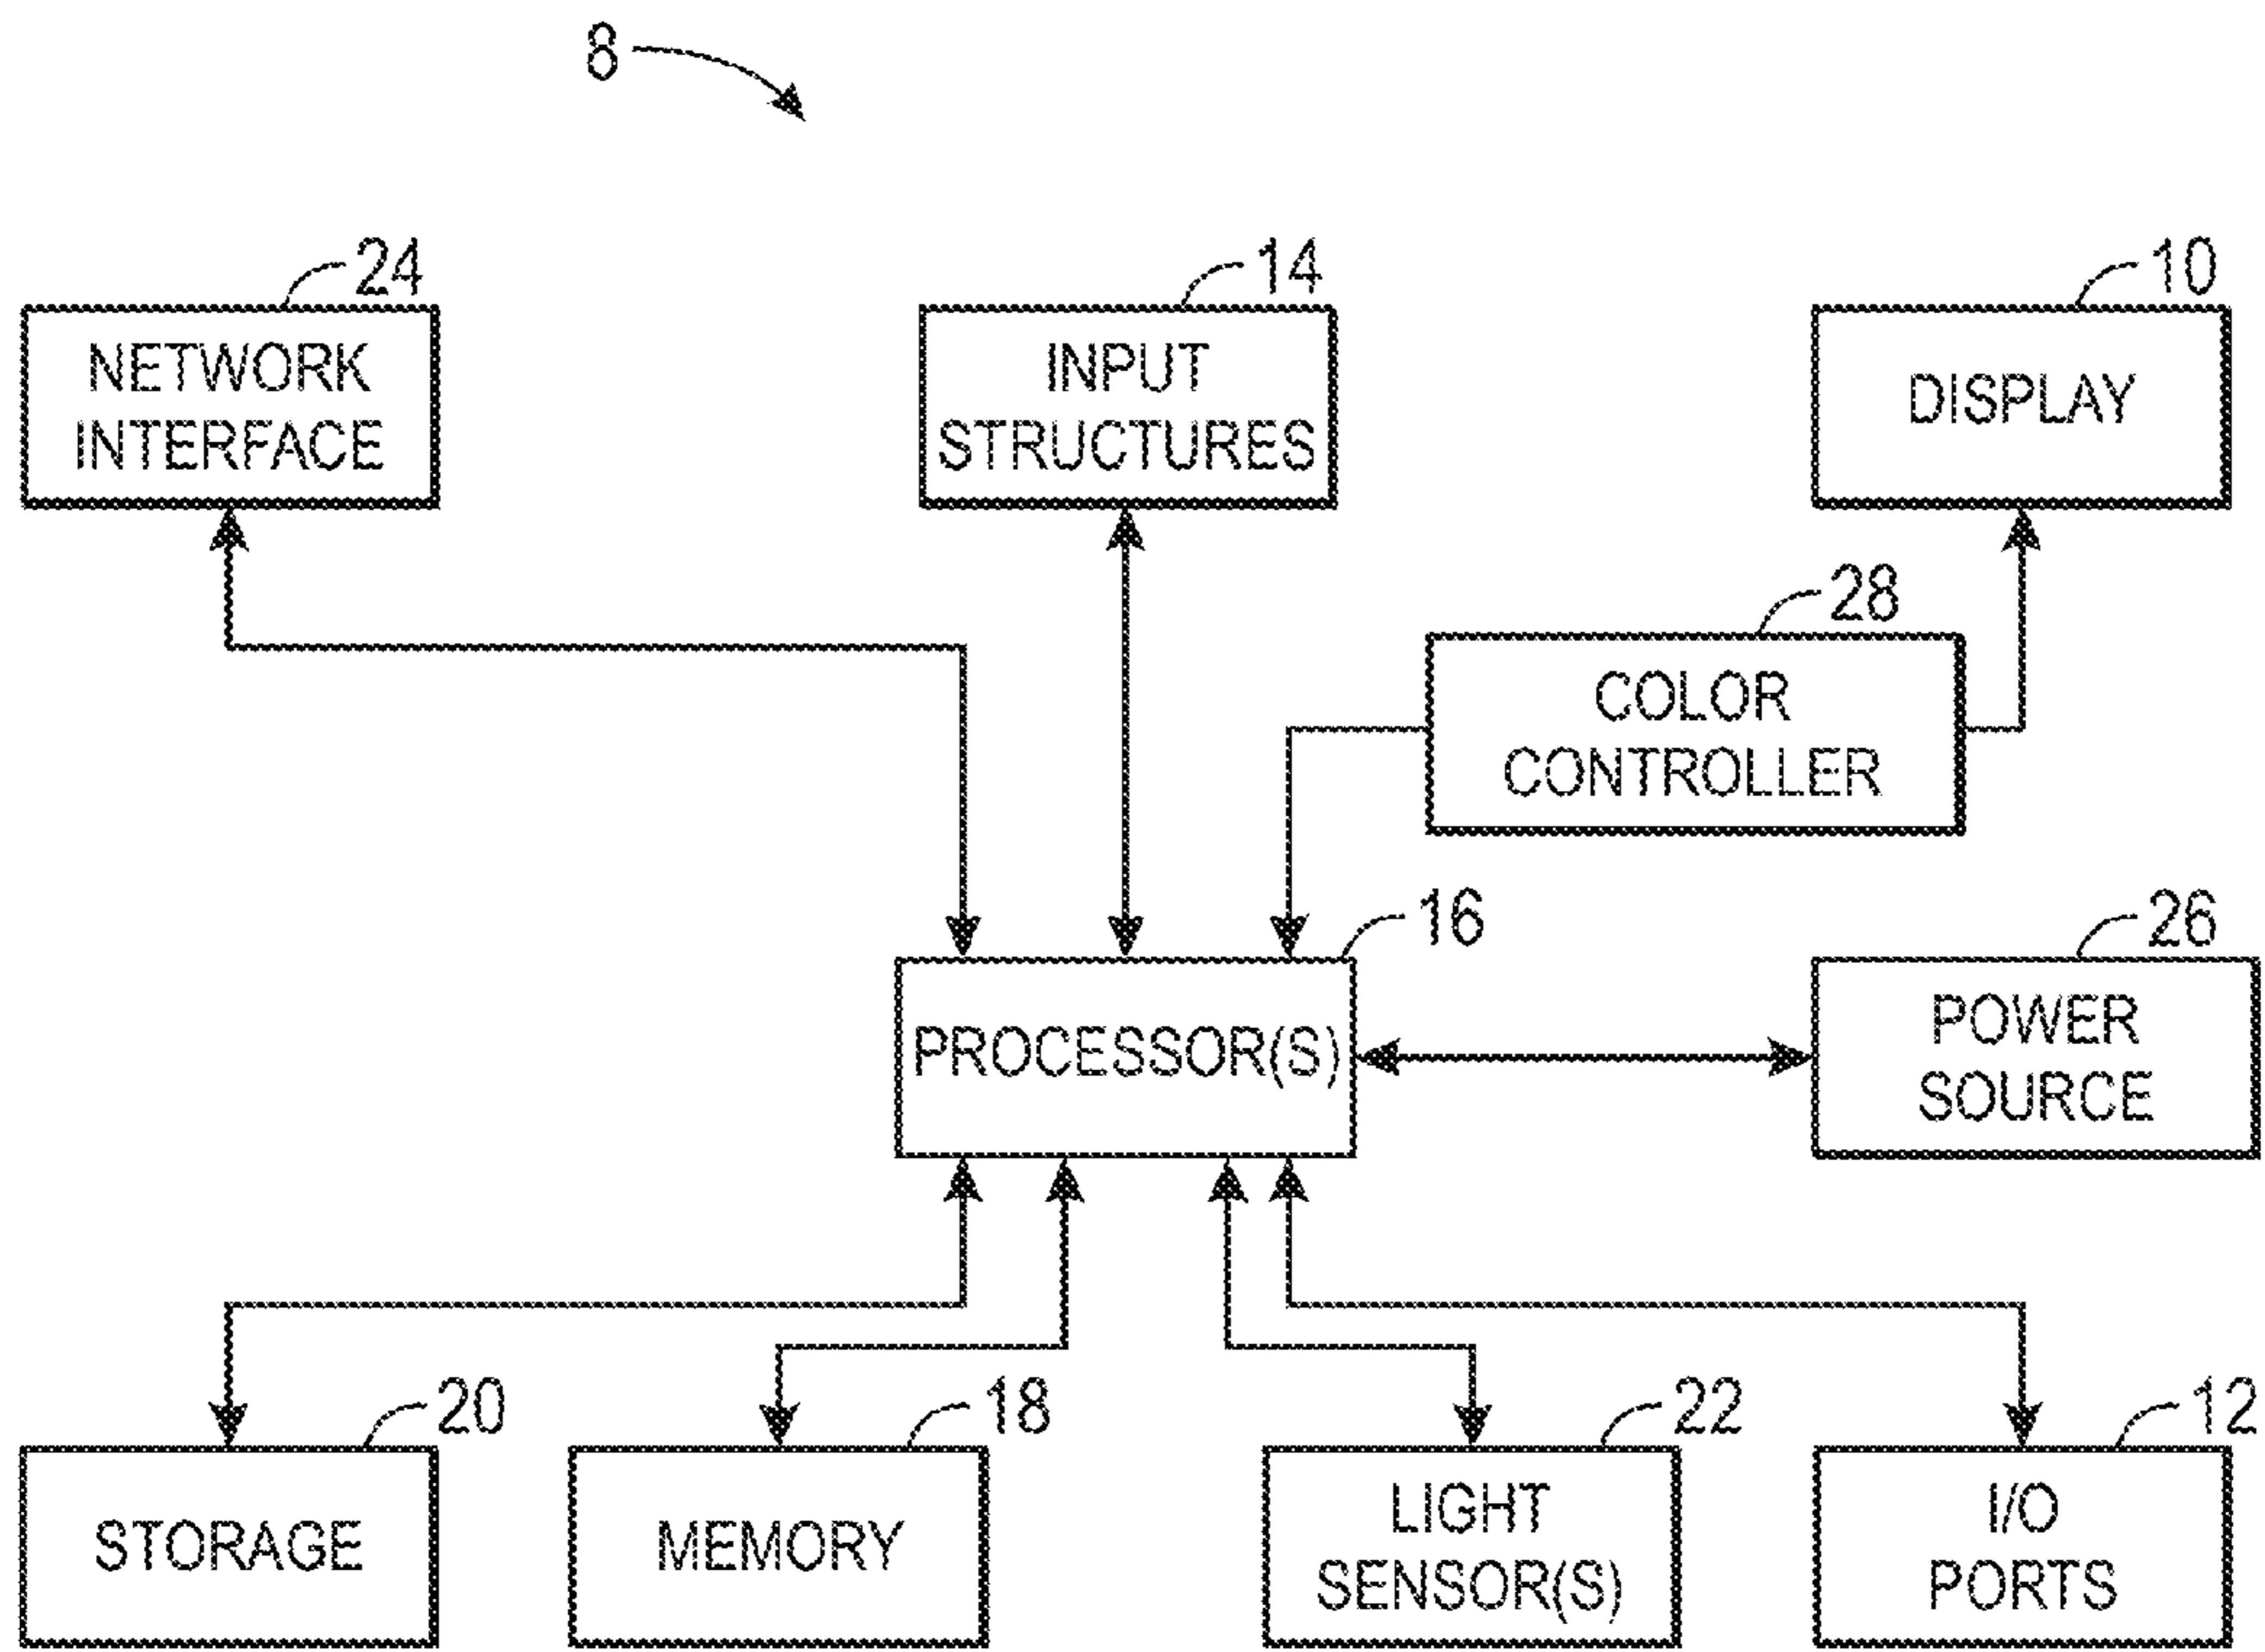 8
24
14
10
NETWORK
INTERFACE
INPUT
STRUCTURES
DISPLAY
28
COLOR
CONTROLLER
16
26
PROCESSOR(S)
POWER
SOURCE
20
18
22
12
STORAGE
MEMORY
LIGHT
SENSOR(S)
I/O
PORTS